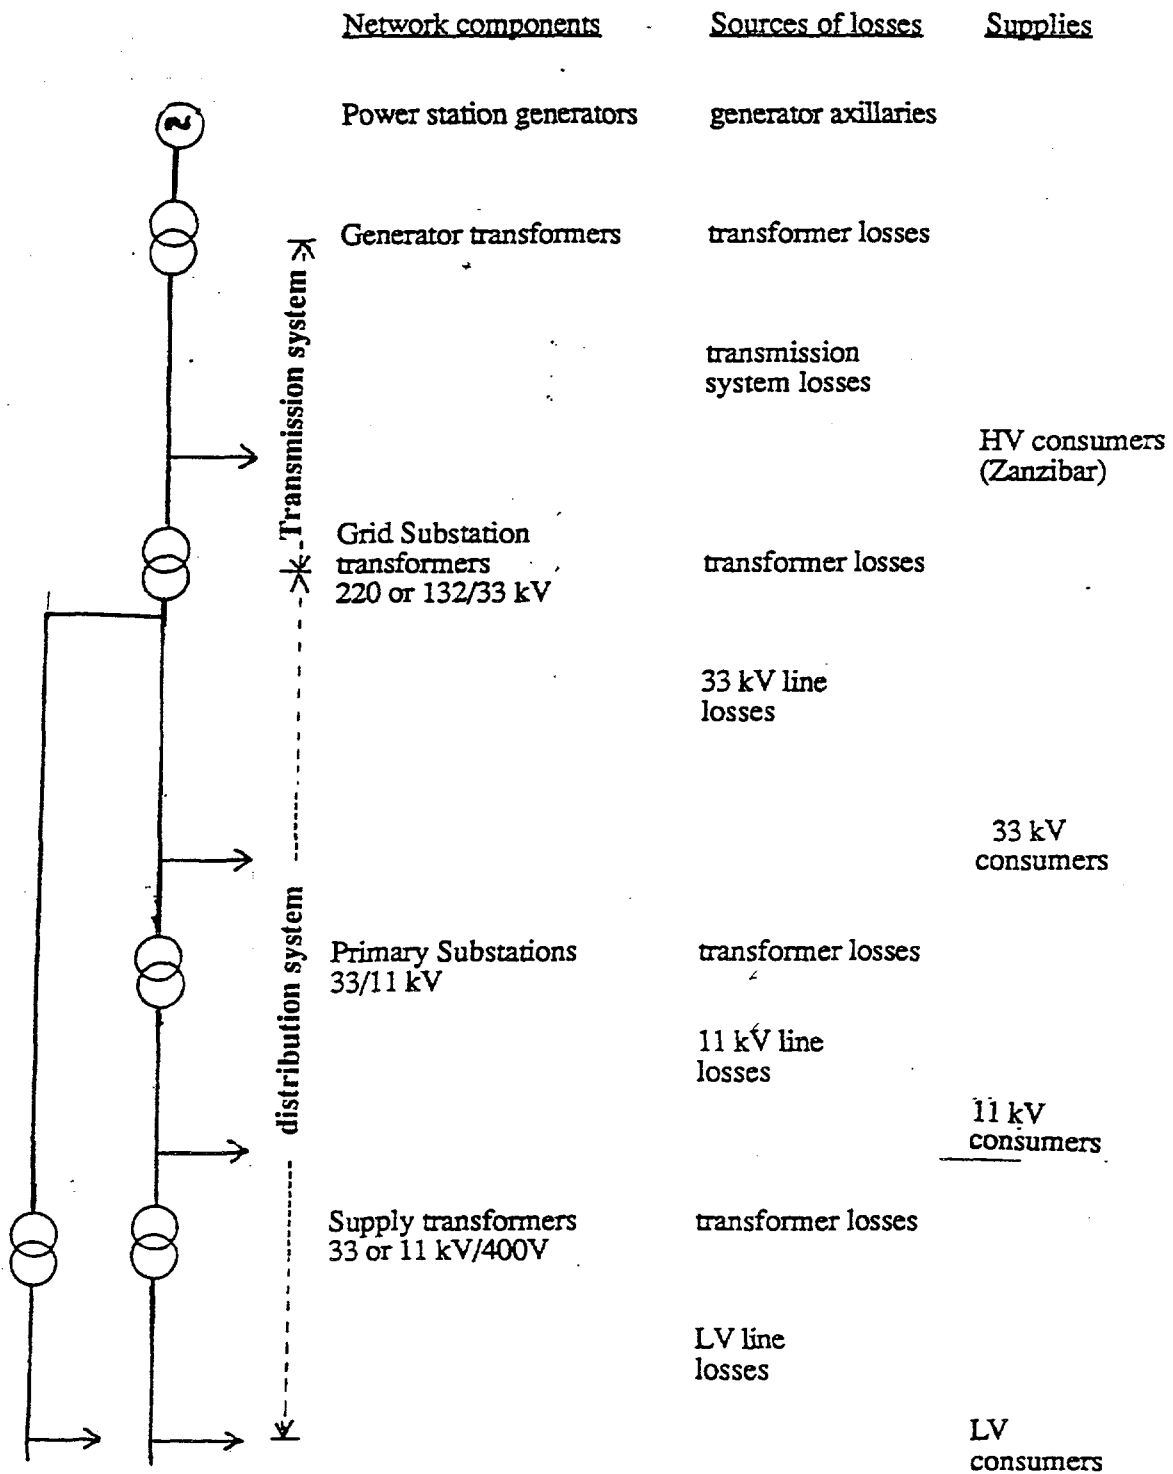 Network components Sources of losses Supplies
Power station generators generator axillaries
Generator transformers transformer losses
Transmission system
transmission
system losses
HV consumers
(Zanzibar)
Grid Substation
transformers transformer losses
220 or 132/33 kV
33 kV line
losses
33 kV
consumers
distribution system
Primary Substations transformer losses
33/11 kV
11 kV line
losses
11 kV
consumers
Supply transformers transformer losses
33 or 11 kV/400V
LV line
losses
LV
consumers